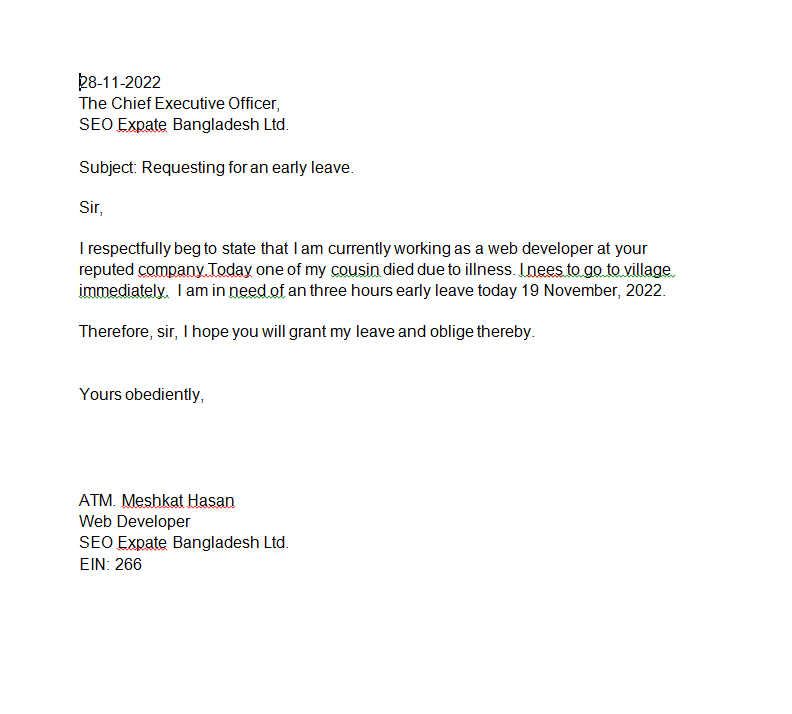 28-11-2022
The Chief Executive Officer,
SEO Expate Bangladesh Ltd.
Subject: Requesting for an early leave.
Sir,
I respectfully beg to state that I am currently working as a web developer at your
reputed company.Today one of my cousin died due to illness. I nees to go to village
immediately.  I am in need of an three hours early leave today 19 November, 2022.
Therefore, sir, I hope you will grant my leave and oblige thereby.
Yours obediently,
ATM. Meshkat Hasan
Web Developer
SEO Expate Bangladesh Ltd.
EIN: 266